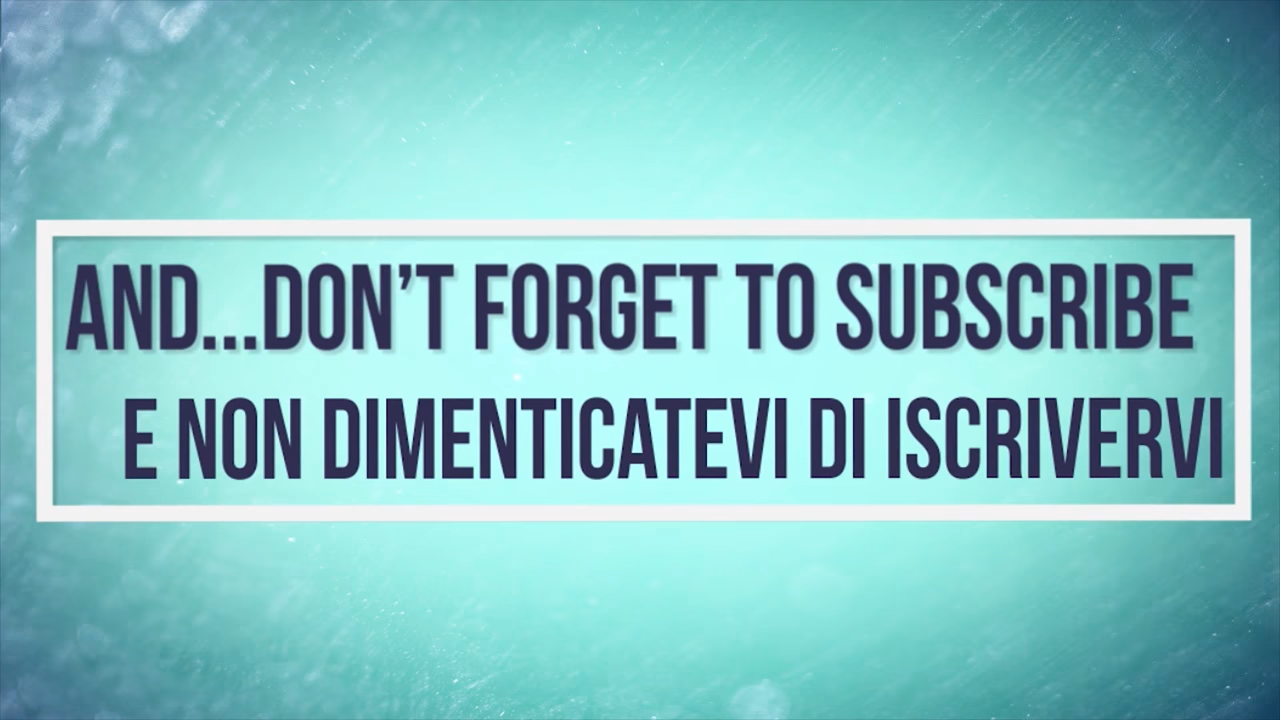 AND...DON’T FORGET TO SUBSCRIBE
E NON DIMENTICATEVI DI ISCRIVERVI